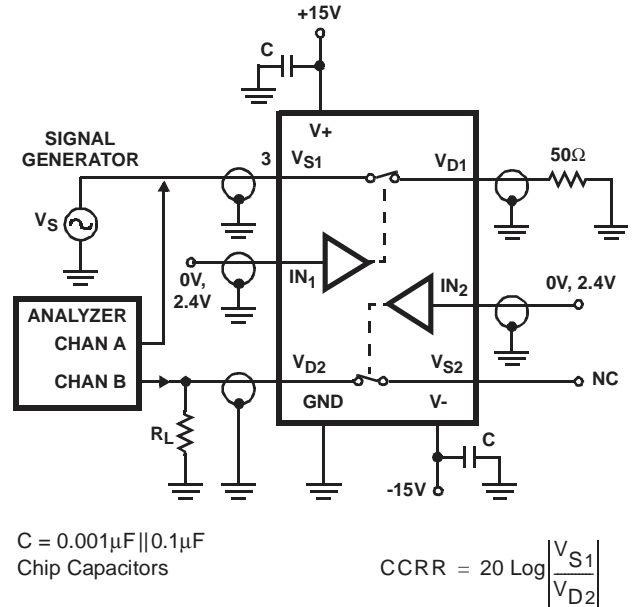 +15V
C
V+
SIGNAL
GENERATOR
3
VS1
VD1
50Ω
VS
0V,
2.4V
IN1
IN2
0V, 2.4V
ANALYZER
CHAN A
CHAN B
VD2
VS2
NC
GND
V-
RL
C
-15V
C = 0.001µF||0.1µF
Chip Capacitors
CCRR = 20 Log|VS1/VD2|